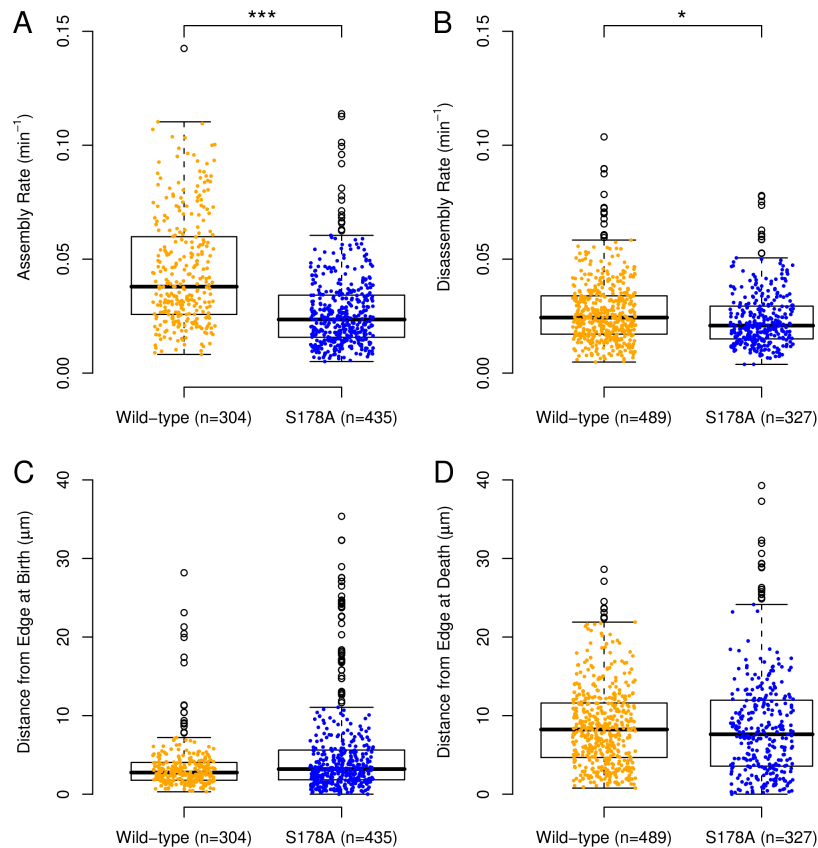 A
***
Assembly Rate (min⁻¹)
0.15
0.10
0.05
0.00
Wild−type (n=304)
S178A (n=435)
B
*
Disassembly Rate (min⁻¹)
0.15
0.10
0.05
0.00
Wild−type (n=489)
S178A (n=327)
C
Distance from Edge at Birth (μm)
40
30
20
10
0
Wild−type (n=304)
S178A (n=435)
D
Distance from Edge at Death (μm)
40
30
20
10
0
Wild−type (n=489)
S178A (n=327)